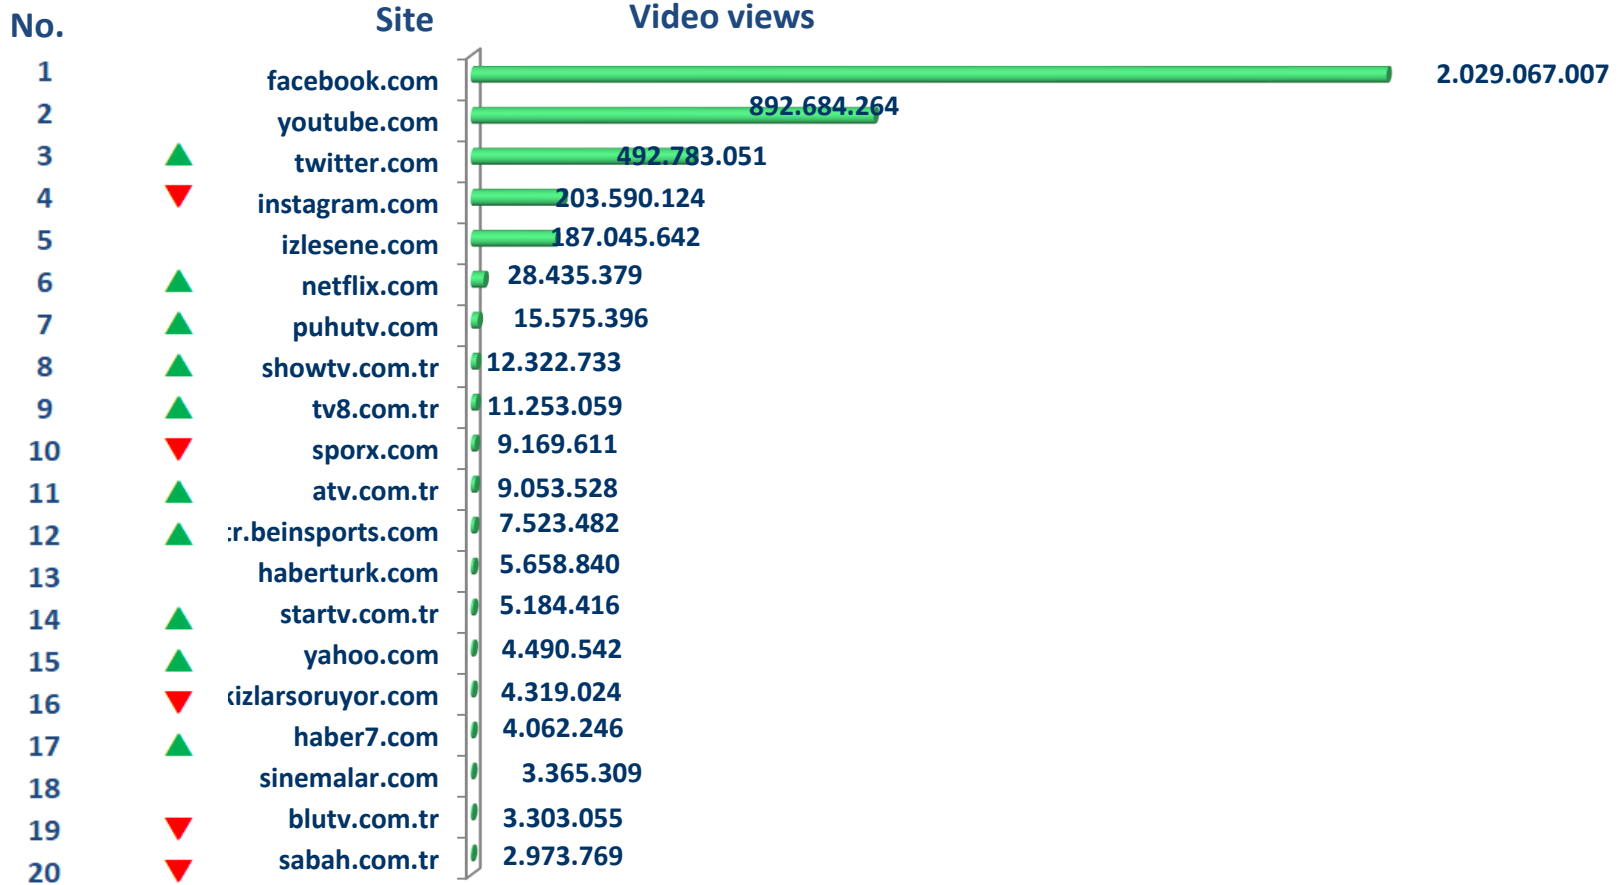 No. Site Video views
1 facebook.com 2.029.067.007
2 youtube.com 892.684.264
3 twitter.com 492.783.051
4 instagram.com 203.590.124
5 izlesene.com 187.045.642
6 netflix.com 28.435.379
7 puhutv.com 15.575.396
8 showtv.com.tr 12.322.733
9 tv8.com.tr 11.253.059
10 sporx.com 9.169.611
11 atv.com.tr 9.053.528
12 tr.beinsports.com 7.523.482
13 haberturk.com 5.658.840
14 startv.com.tr 5.184.416
15 yahoo.com 4.490.542
16 kizlarsoruyor.com 4.319.024
17 haber7.com 4.062.246
18 sinemalar.com 3.365.309
19 blutv.com.tr 3.303.055
20 sabah.com.tr 2.973.769